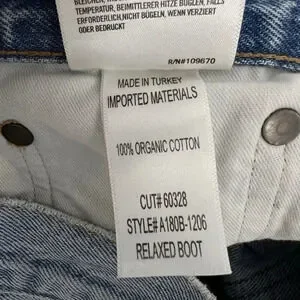 TEMPERATUR, BEIMITTLERER HITZE BÜGELN, FALLS
ERFORDERLICH, NICHT BÜGELN, WENN VERZIERT
ODER BEDRUCKT
R/N#109670
MADE IN TURKEY
IMPORTED MATERIALS
100% ORGANIC COTTON
CUT# 60328
STYLE# A180B-1206
RELAXED BOOT